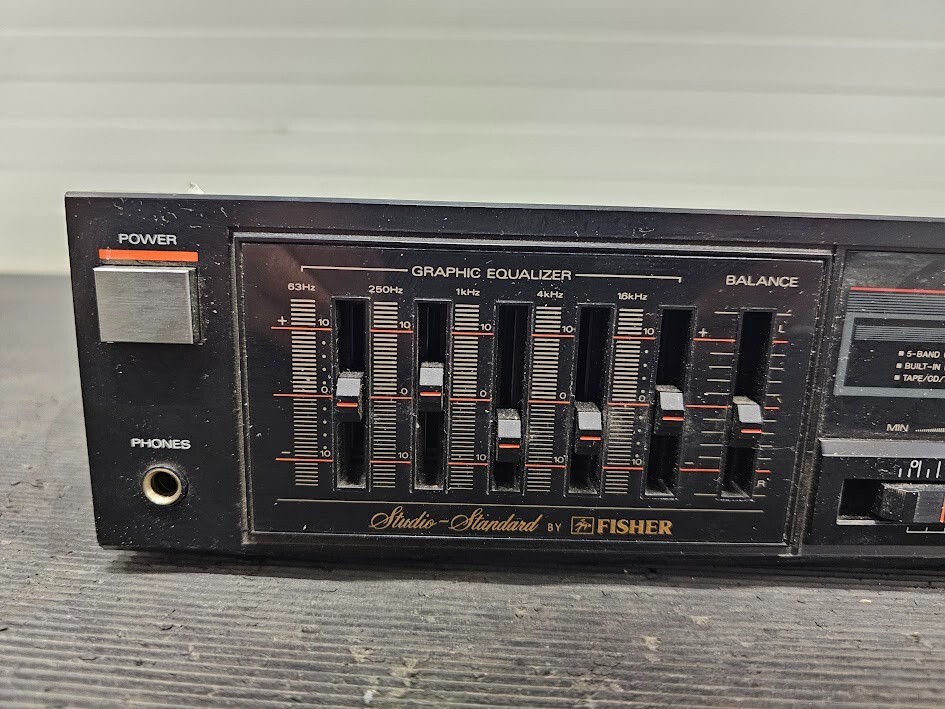 POWER
GRAPHIC EQUALIZER
BALANCE
63Hz 250Hz 1kHz 4kHz 16kHz
+ 10 10 10 10 10 + L
0 0 0 0 0
- 10 10 10 10 10 - R
5-BAND
BUILT-IN
TAPE/CD/
MIN
PHONES
Studio-Standard BY FISHER